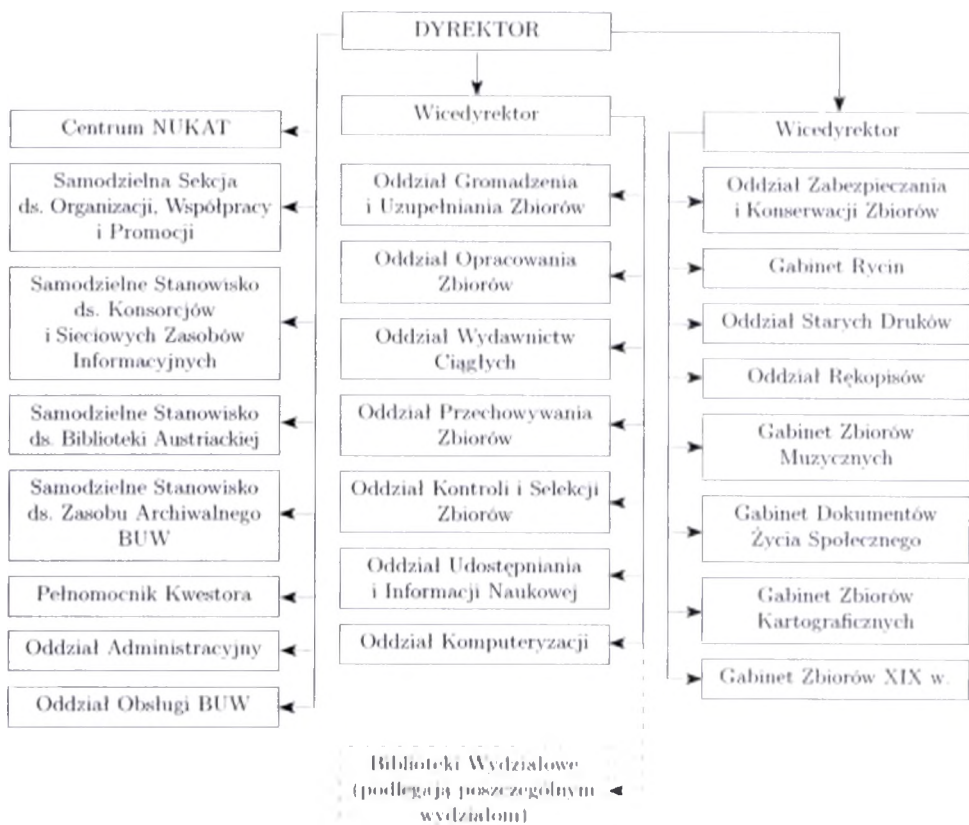 DYREKTOR
Centrum NUKAT
Samodzielna Sekcja
ds. Organizacji, Współpracy
i Promocji
Samodzielne Stanowisko
ds. Konsorcjów
i Sieciowych Zasobów
Informacyjnych
Samodzielne Stanowisko
ds. Biblioteki Austriackiej
Samodzielne Stanowisko
ds. Zasobu Archiwalnego
BUW
Pełnomocnik Kwestora
Oddział Administracyjny
Oddział Obsługi BUW
Wicedyrektor
Oddział Gromadzenia
i Uzupełniania Zbiorów
Oddział Opracowania
Zbiorów
Oddział Wydawnictw
Ciągłych
Oddział Przechowywania
Zbiorów
Oddział Kontroli i Selekcji
Zbiorów
Oddział Udostępniania
i Informacji Naukowej
Oddział Komputeryzacji
Biblioteki Wydziałowe
(podlegają poszczególnym
wydziałom)
Wicedyrektor
Oddział Zabezpieczania
i Konserwacji Zbiorów
Gabinet Rycin
Oddział Starych Druków
Oddział Rękopisów
Gabinet Zbiorów
Muzycznych
Gabinet Dokumentów
Życia Społecznego
Gabinet Zbiorów
Kartograficznych
Gabinet Zbiorów XIX w.